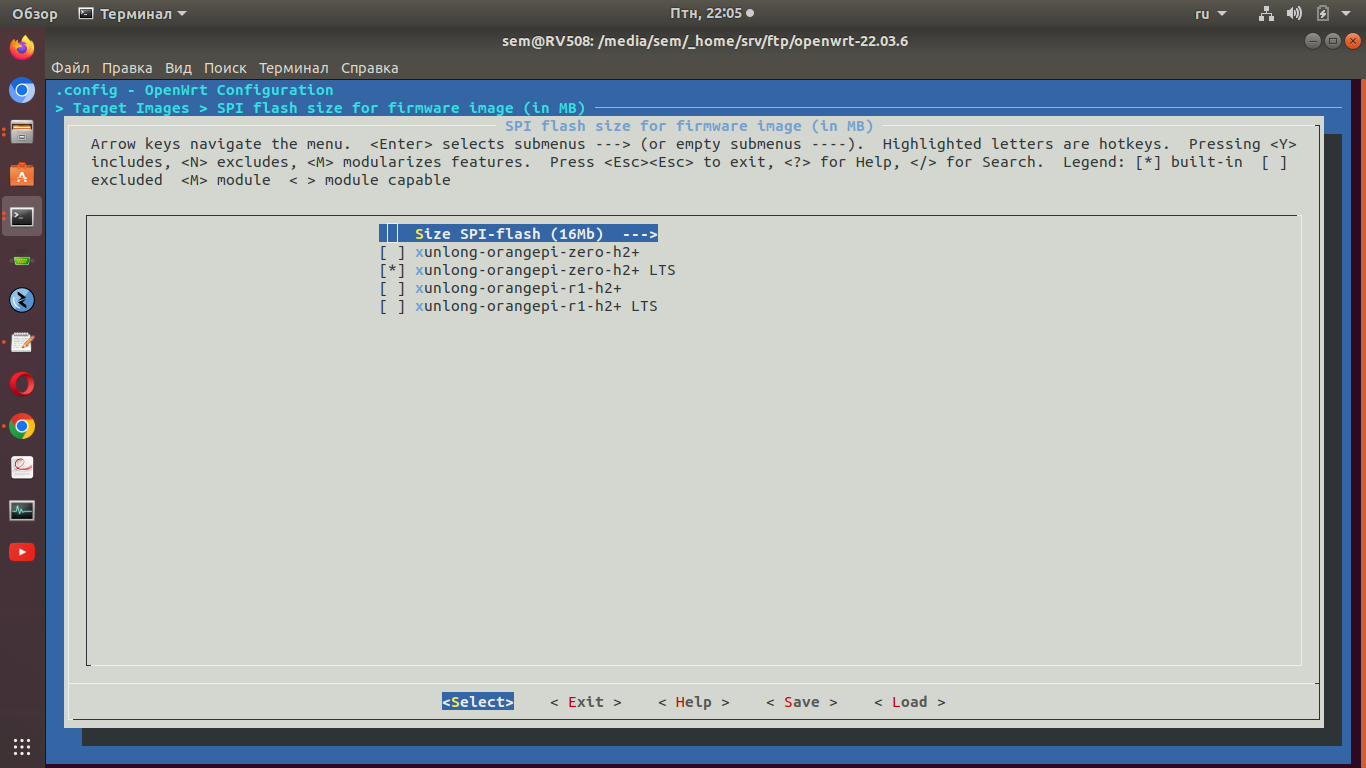 Обзор Терминал Птн, 22:05 ru
sem@RV508: /media/sem/_home/srv/ftp/openwrt-22.03.6
Файл Правка Вид Поиск Терминал Справка
.config - OpenWrt Configuration
> Target Images > SPI flash size for firmware image (in MB)
SPI flash size for firmware image (in MB)
Arrow keys navigate the menu.  <Enter> selects submenus ---> (or empty submenus ----).  Highlighted letters are hotkeys.  Pressing <Y>
includes, <N> excludes, <M> modularizes features.  Press <Esc><Esc> to exit, <?> for Help, </> for Search.  Legend: [*] built-in  [ ]
excluded  <M> module  < > module capable
Size SPI-flash (16Mb)  --->
[ ] xunlong-orangepi-zero-h2+
[*] xunlong-orangepi-zero-h2+ LTS
[ ] xunlong-orangepi-r1-h2+
[ ] xunlong-orangepi-r1-h2+ LTS
<Select>    < Exit >    < Help >    < Save >    < Load >